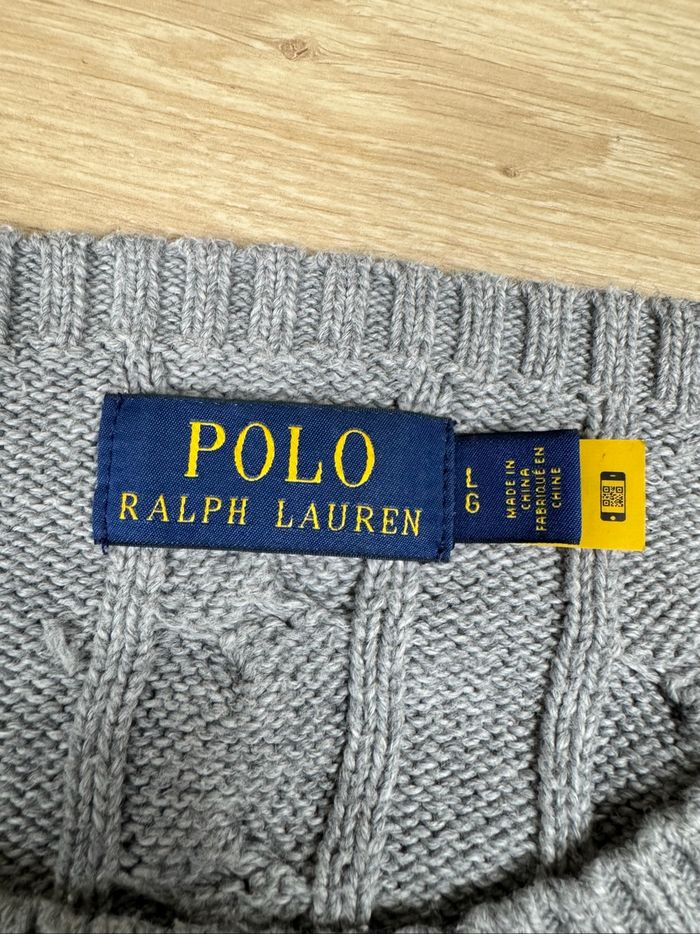 POLO
RALPH LAUREN
L
G
MADE IN
CHINA
FABRIQUÉ EN
CHINE